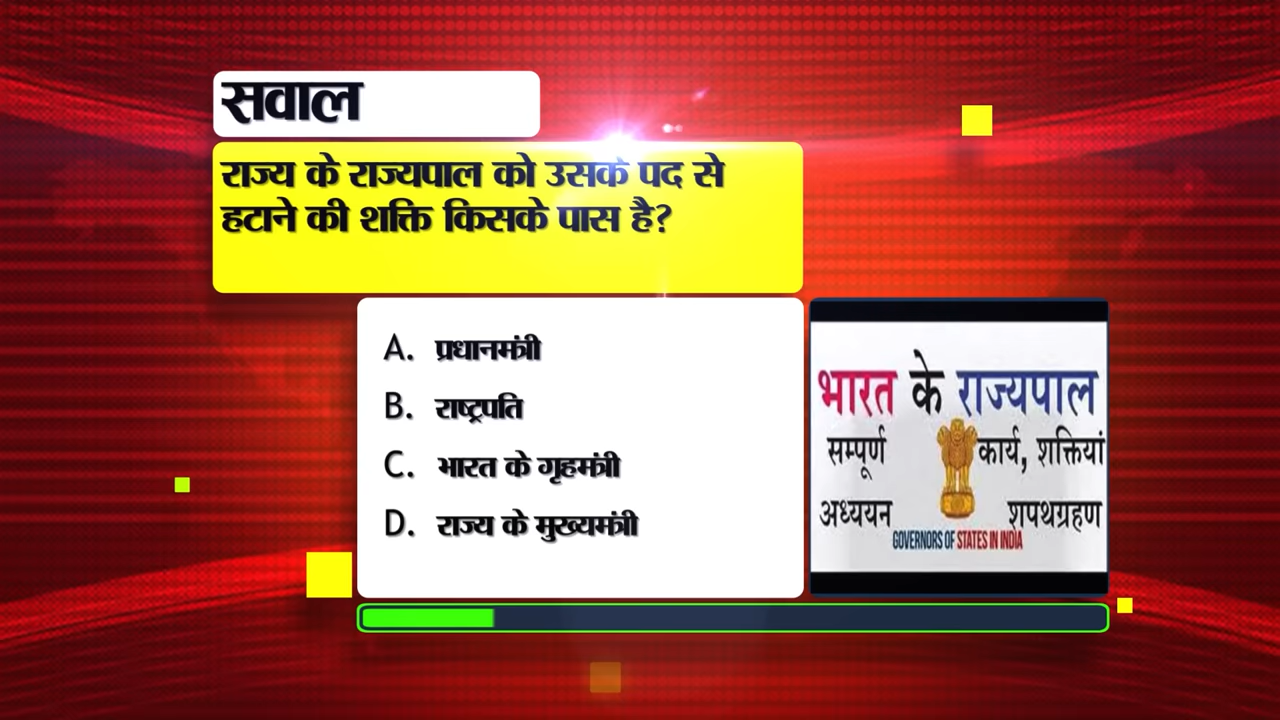 सवाल
राज्य के राज्यपाल को उसके पद से
हटाने की शक्ति किसके पास है?
A. प्रधानमंत्री
B. राष्ट्रपति
C. भारत के गृहमंत्री
D. राज्य के मुख्यमंत्री
भारत के राज्यपाल
सम्पूर्ण कार्य, शक्तियां
अध्ययन शपथग्रहण
GOVERNORS OF STATES IN INDIA